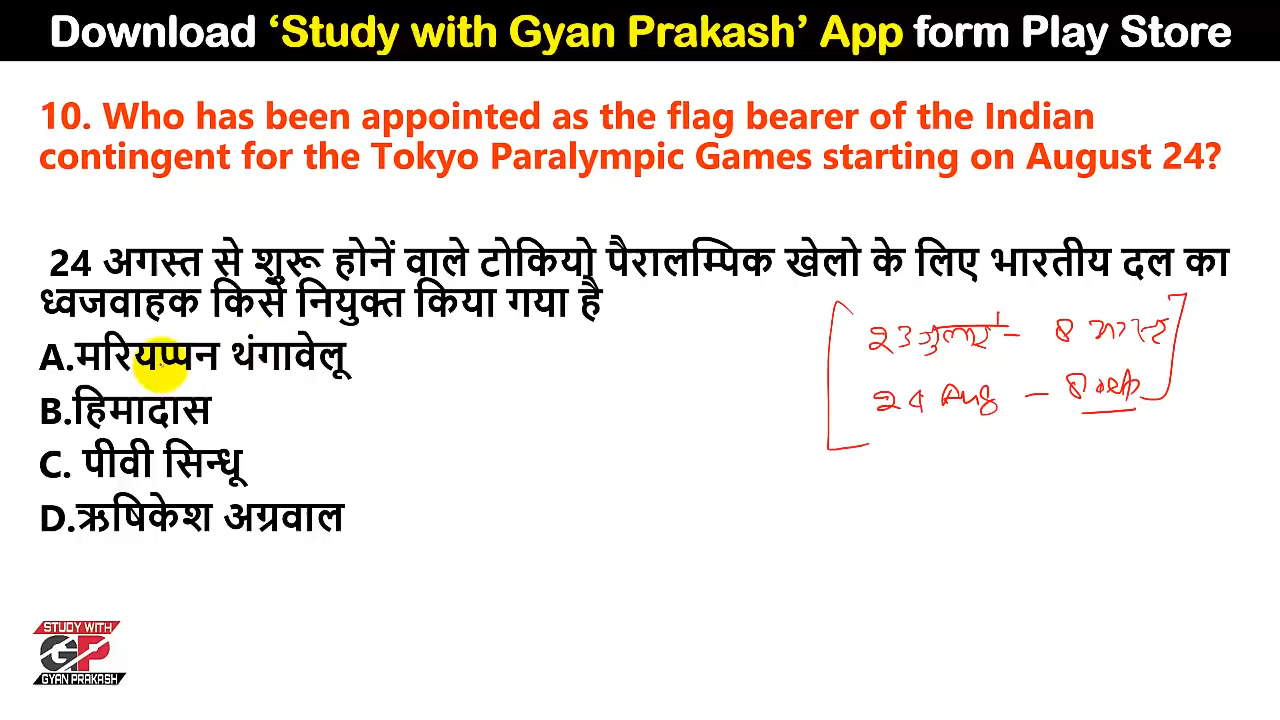 Download ‘Study with Gyan Prakash’ App form Play Store
10. Who has been appointed as the flag bearer of the Indian
contingent for the Tokyo Paralympic Games starting on August 24?
24 अगस्त से शुरू होनें वाले टोकियो पैरालम्पिक खेलो के लिए भारतीय दल का
ध्वजवाहक किसे नियुक्त किया गया है
A.मरियप्पन थंगावेलू
B.हिमादास
C. पीवी सिन्धू
D.ऋषिकेश अग्रवाल
23 – 8
24 Aug –
STUDY WITH
GP
GYAN PRAKASH